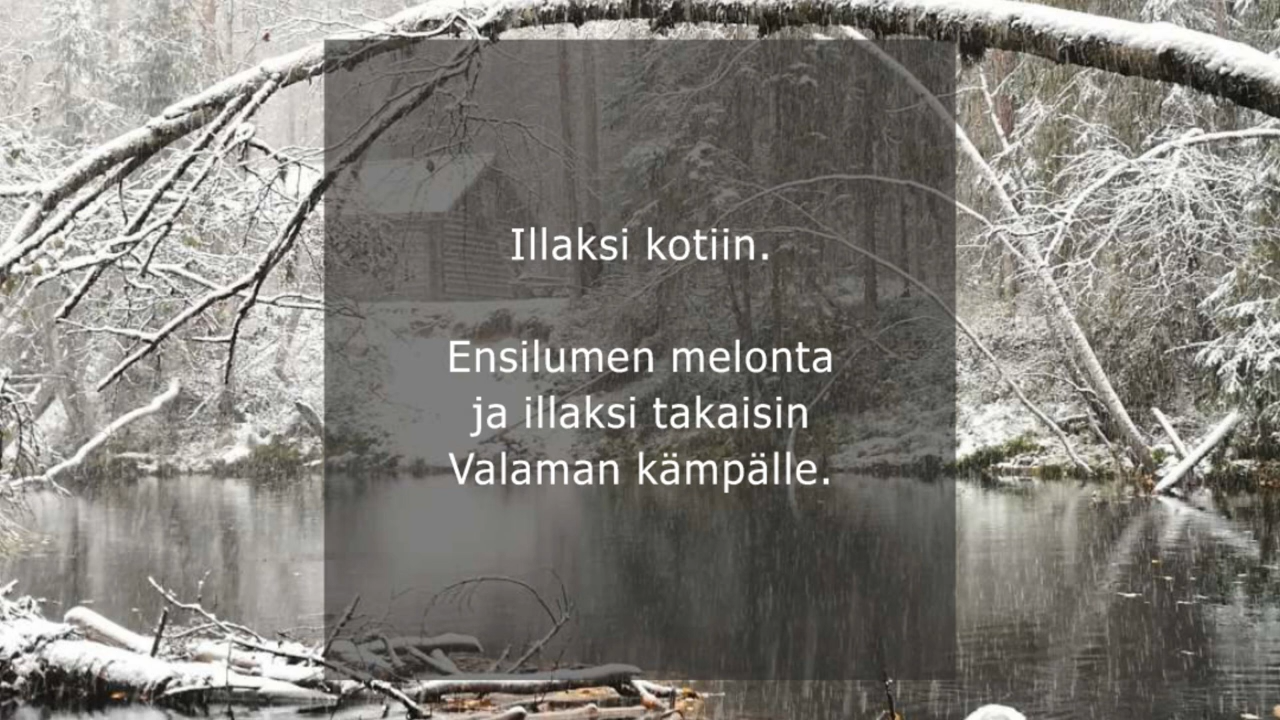 Illaksi kotiin.
Ensilumen melonta
ja illaksi takaisin
Valaman kämpälle.